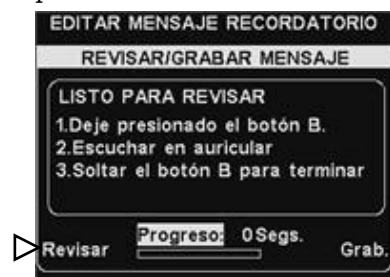 EDITAR MENSAJE RECORDATORIO
REVISAR/GRABAR MENSAJE
LISTO PARA REVISAR
1.Deje presionado el botón B.
2.Escuchar en auricular
3.Soltar el botón B para terminar
Progreso: 0Segs.
Revisar Grab